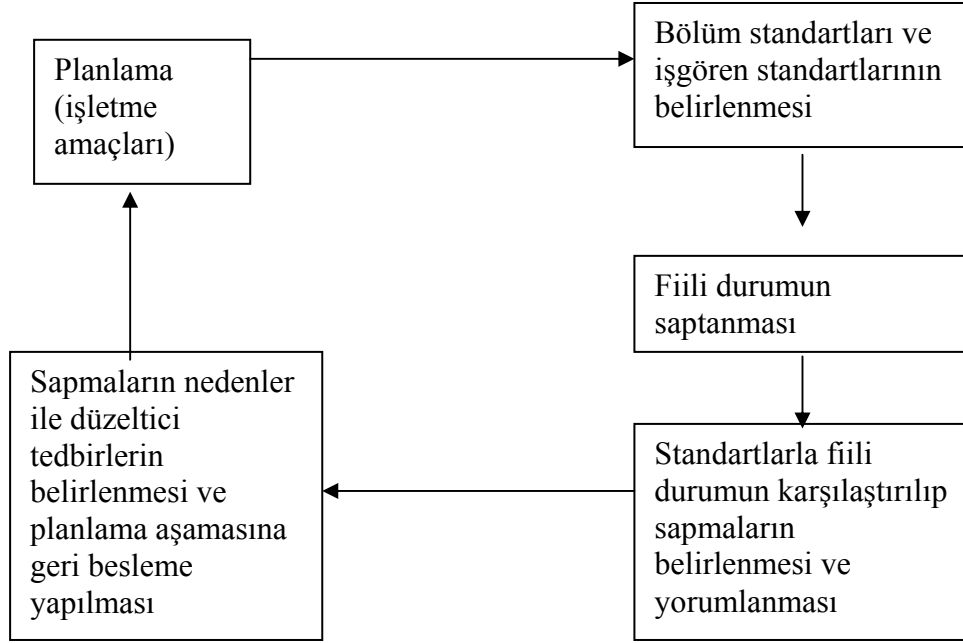 Planlama
(işletme
amaçları)
Bölüm standartları ve
işgören standartlarının
belirlenmesi
Fiili durumun
saptanması
Standartlarla fiili
durumun karşılaştırılıp
sapmaların
belirlenmesi ve
yorumlanması
Sapmaların nedenler
ile düzeltici
tedbirlerin
belirlenmesi ve
planlama aşamasına
geri besleme
yapılması